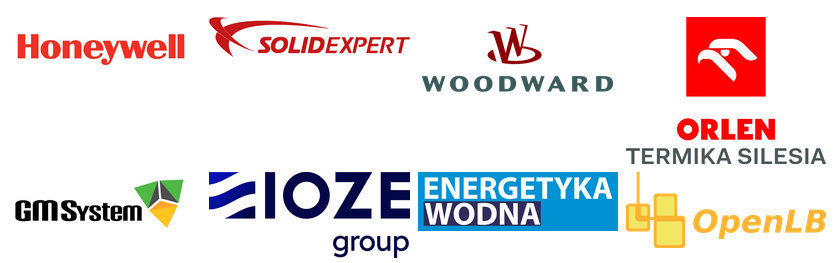 Honeywell
SOLIDEXPERT
W
WOODWARD
ORLEN
TERMIKA SILESIA
GMSystem
IOZE
group
ENERGETYKA
WODNA
OpenLB